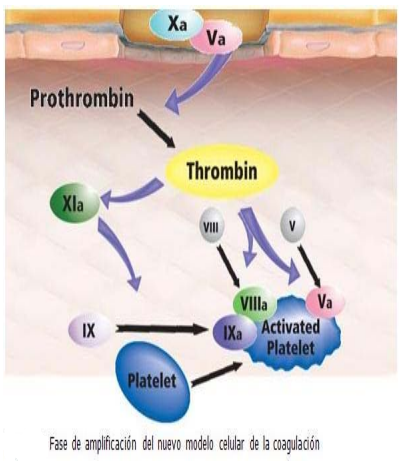 Xa
Va
Prothrombin
Thrombin
XIa
VIII
V
VIIIa
Va
IX
IXa
Activated
Platelet
Platelet
Fase de amplificación del nuevo modelo celular de la coagulación